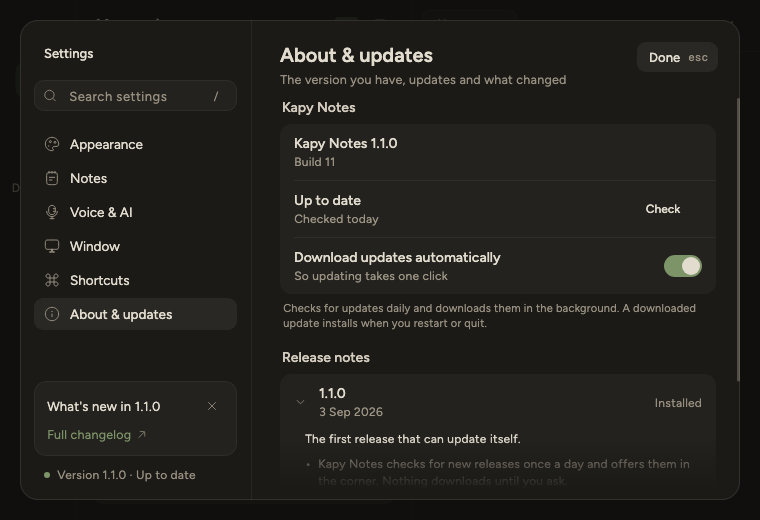 Settings
Search settings /
Appearance
Notes
Voice & AI
Window
Shortcuts
About & updates
What's new in 1.1.0
Full changelog ↗
Version 1.1.0 · Up to date
About & updates
Done esc
The version you have, updates and what changed
Kapy Notes
Kapy Notes 1.1.0
Build 11
Up to date
Checked today
Check
Download updates automatically
So updating takes one click
Checks for updates daily and downloads them in the background. A downloaded
update installs when you restart or quit.
Release notes
1.1.0
3 Sep 2026
Installed
The first release that can update itself.
• Kapy Notes checks for new releases once a day and offers them in
the corner. Nothing downloads until you ask.